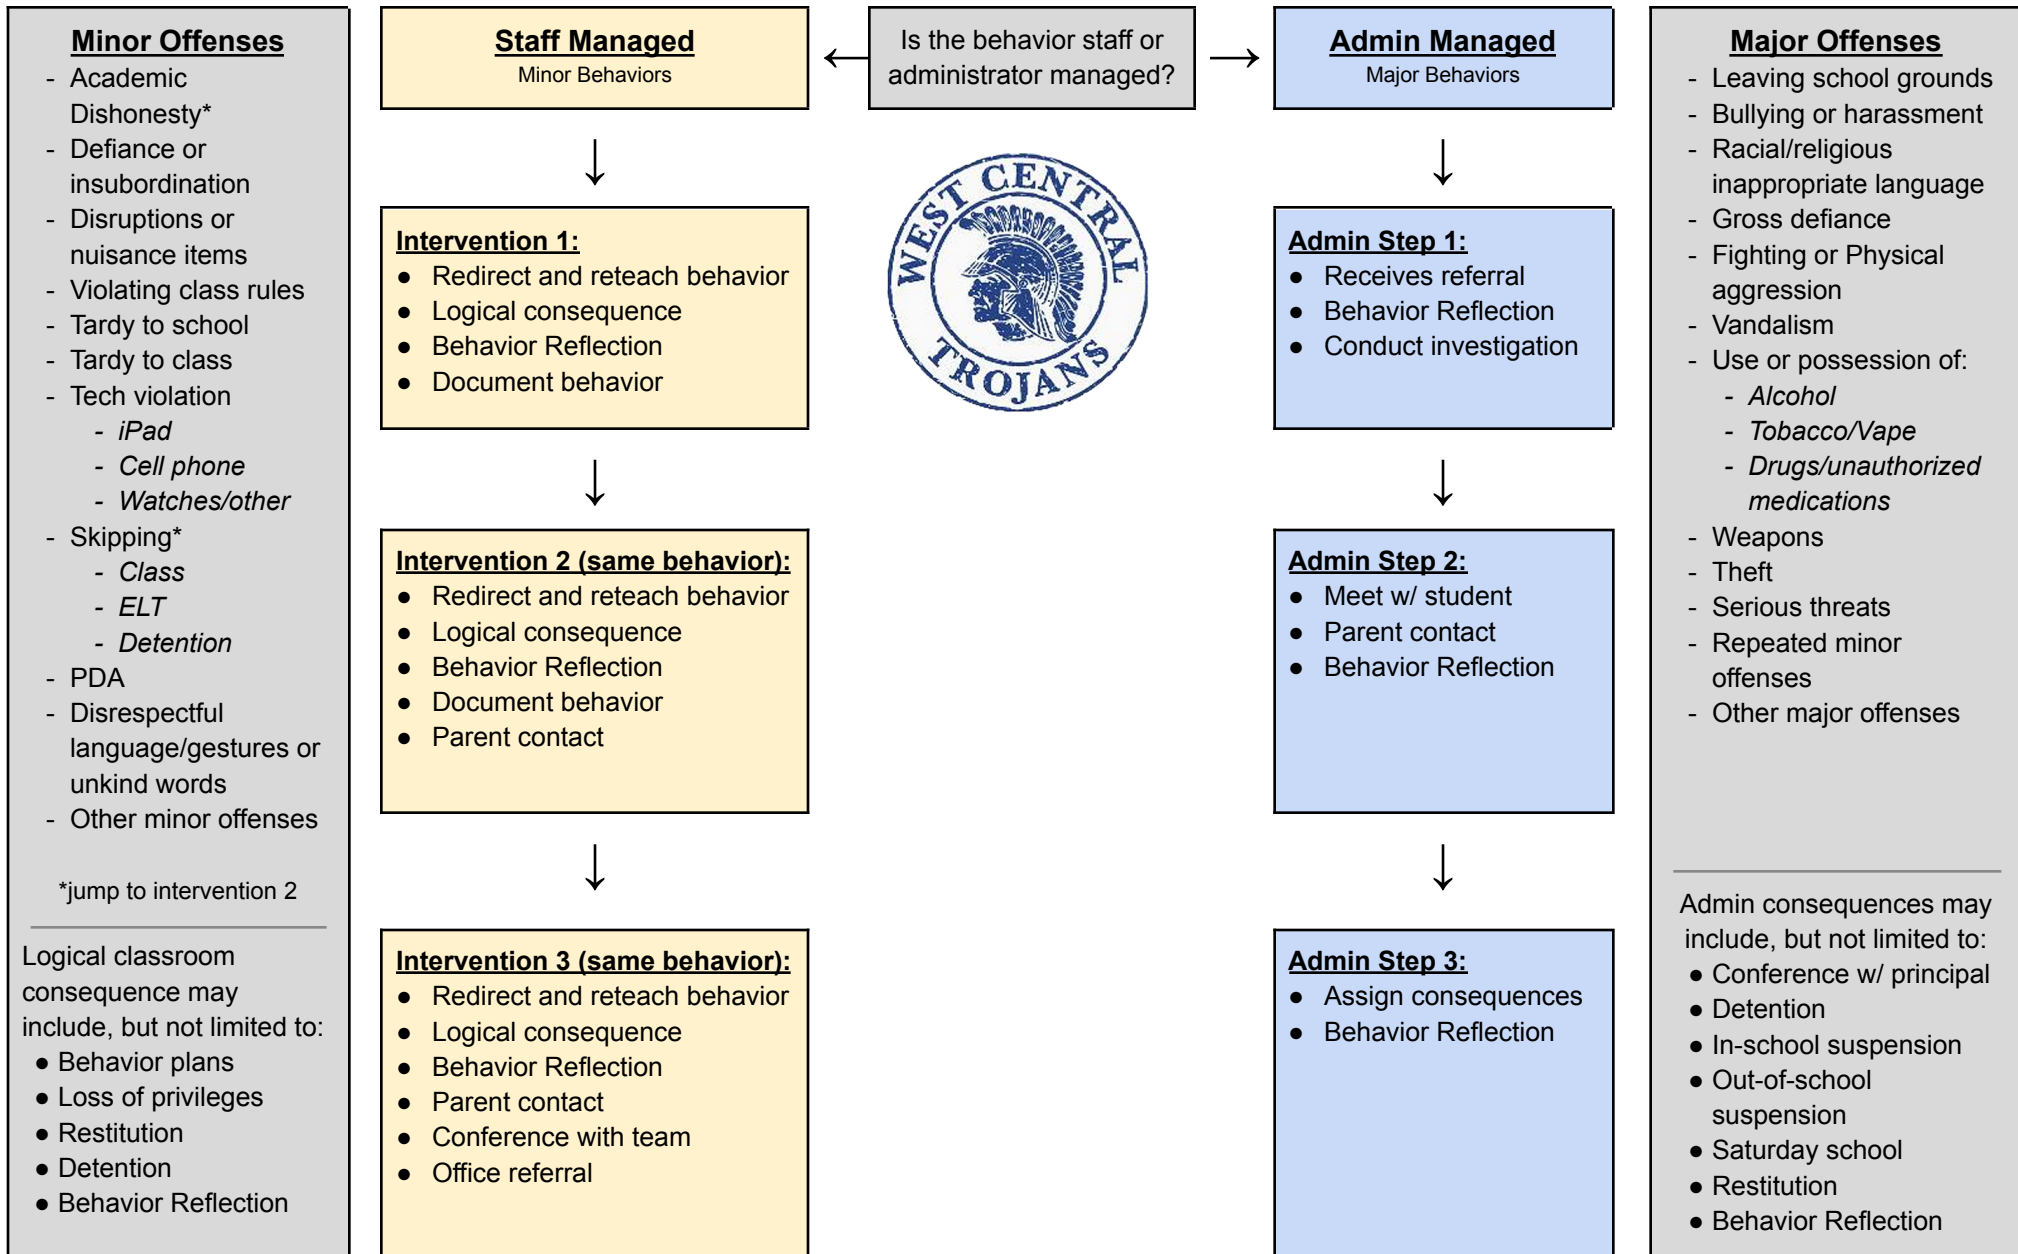 Minor Offenses
- Academic
Dishonesty*
- Defiance or
insubordination
- Disruptions or
nuisance items
- Violating class rules
- Tardy to school
- Tardy to class
- Tech violation
- iPad
- Cell phone
- Watches/other
- Skipping*
- Class
- ELT
- Detention
- PDA
- Disrespectful
language/gestures or
unkind words
- Other minor offenses
*jump to intervention 2
Logical classroom
consequence may
include, but not limited to:
● Behavior plans
● Loss of privileges
● Restitution
● Detention
● Behavior Reflection
Staff Managed
Minor Behaviors
Intervention 1:
● Redirect and reteach behavior
● Logical consequence
● Behavior Reflection
● Document behavior
Intervention 2 (same behavior):
● Redirect and reteach behavior
● Logical consequence
● Behavior Reflection
● Document behavior
● Parent contact
Intervention 3 (same behavior):
● Redirect and reteach behavior
● Logical consequence
● Behavior Reflection
● Parent contact
● Conference with team
● Office referral
Is the behavior staff or
administrator managed?
WEST CENTRAL
TROJANS
Admin Managed
Major Behaviors
Admin Step 1:
● Receives referral
● Behavior Reflection
● Conduct investigation
Admin Step 2:
● Meet w/ student
● Parent contact
● Behavior Reflection
Admin Step 3:
● Assign consequences
● Behavior Reflection
Major Offenses
- Leaving school grounds
- Bullying or harassment
- Racial/religious
inappropriate language
- Gross defiance
- Fighting or Physical
aggression
- Vandalism
- Use or possession of:
- Alcohol
- Tobacco/Vape
- Drugs/unauthorized
medications
- Weapons
- Theft
- Serious threats
- Repeated minor
offenses
- Other major offenses
Admin consequences may
include, but not limited to:
● Conference w/ principal
● Detention
● In-school suspension
● Out-of-school
suspension
● Saturday school
● Restitution
● Behavior Reflection